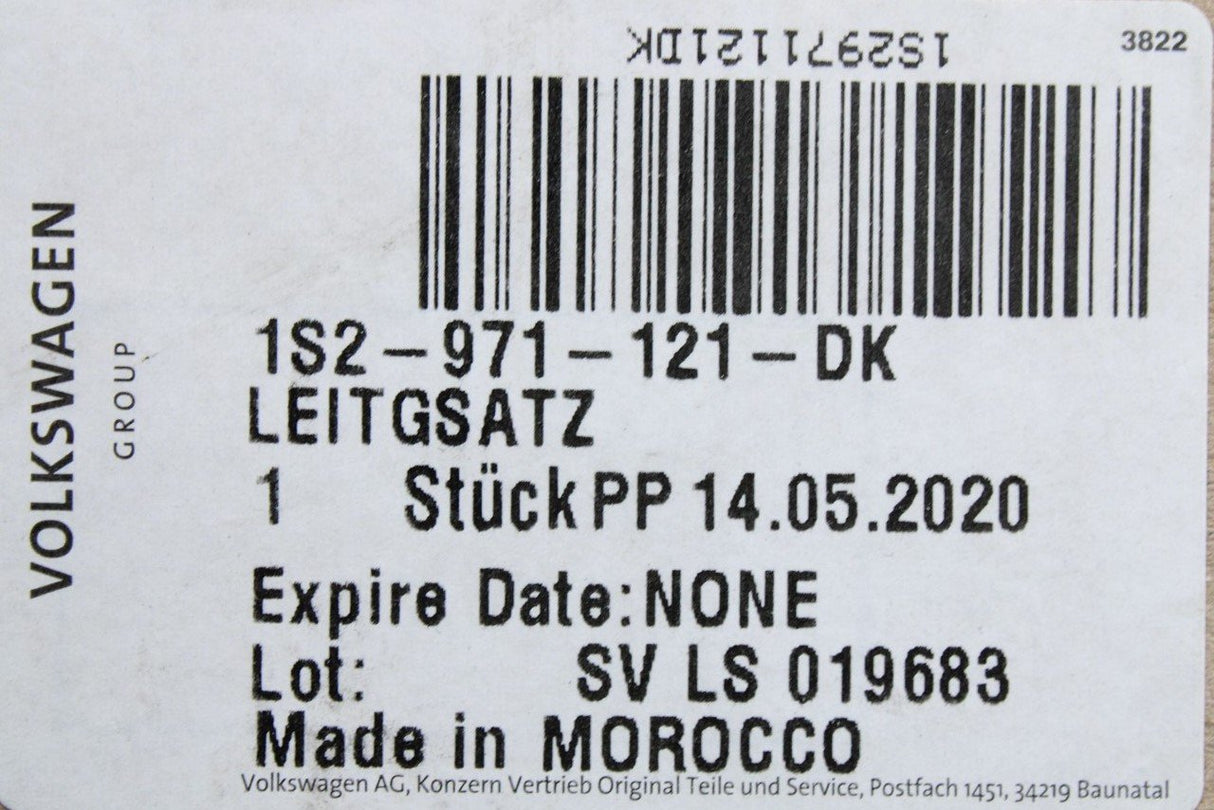 1S2971121DK
3822
VOLKSWAGEN
GROUP
1S2-971-121-DK
LEITGSATZ
1 Stück PP 14.05.2020
Expire Date:NONE
Lot: SV LS 019683
Made in MOROCCO
Volkswagen AG, Konzern Vertrieb Original Teile und Service, Postfach 1451, 34219 Baunatal